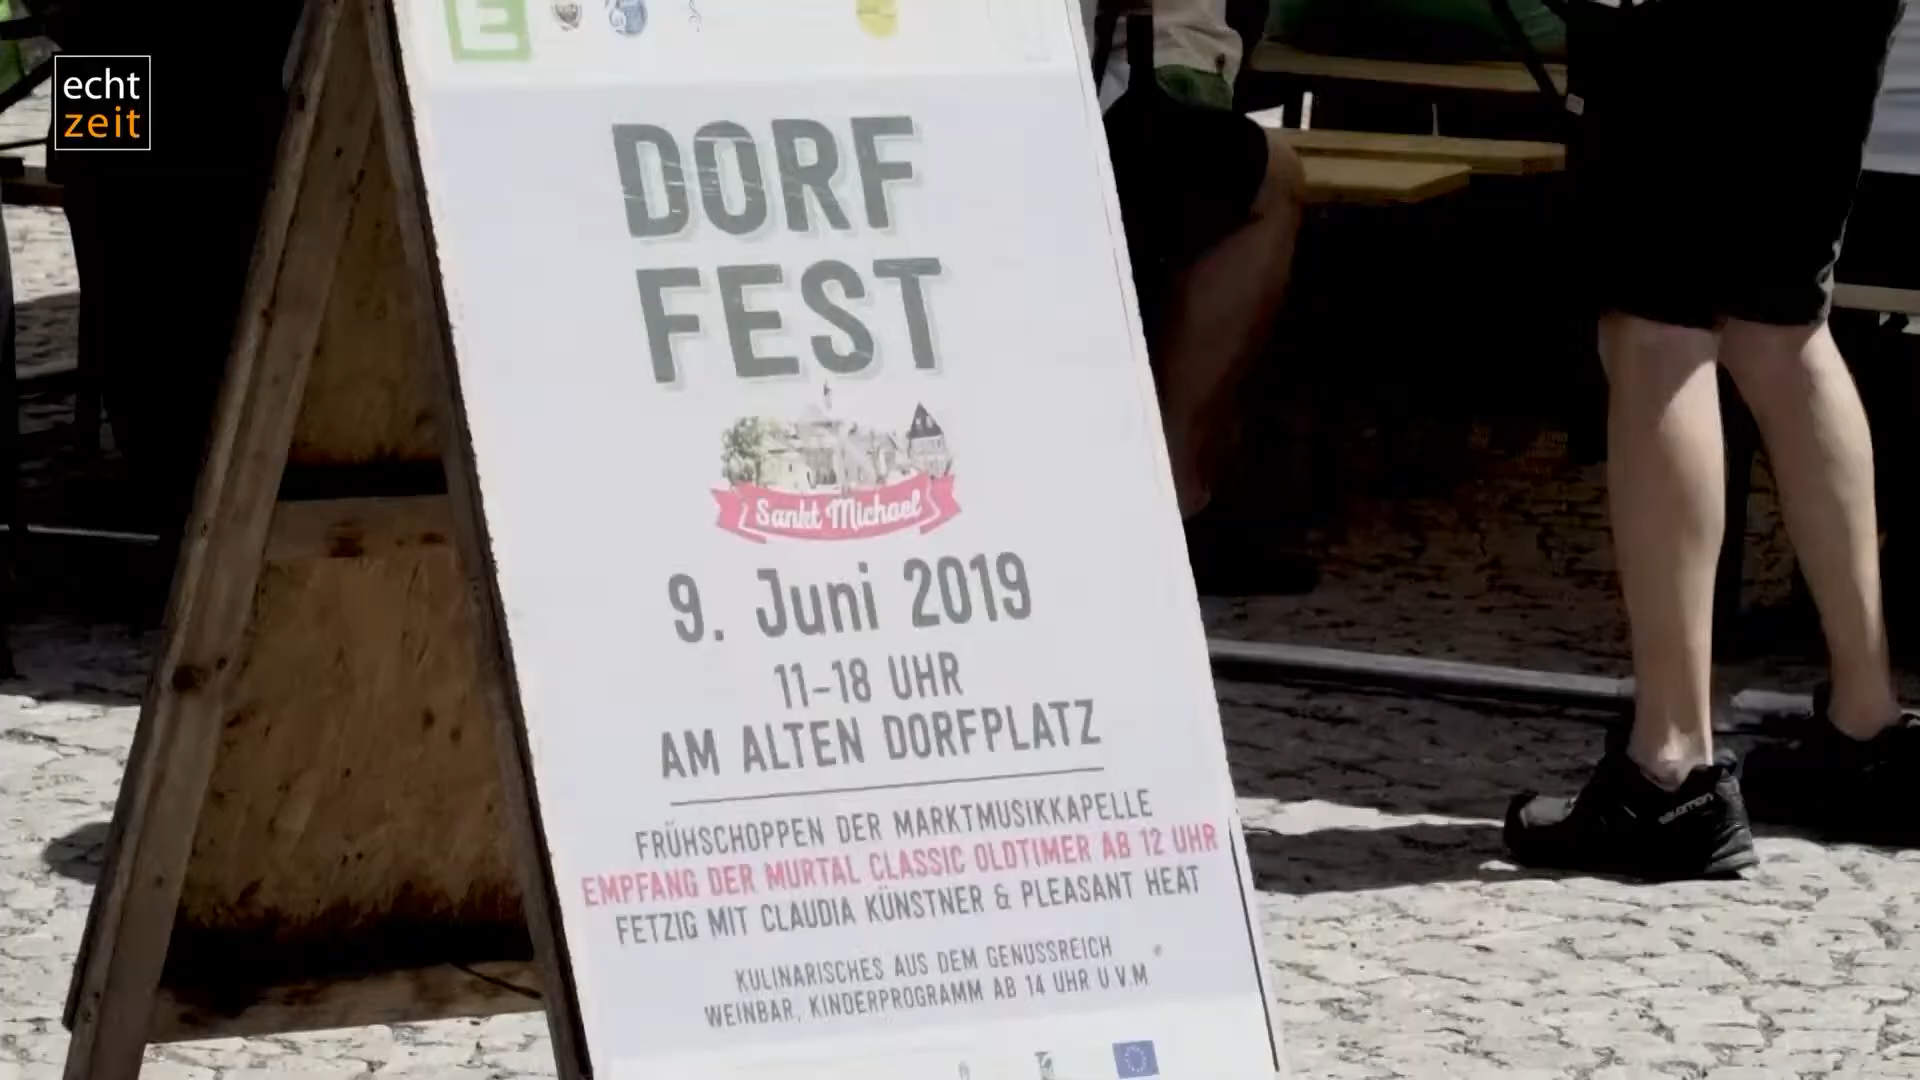 echt
zeit
E
DORF
FEST
Sankt Michael
9. Juni 2019
11-18 UHR
AM ALTEN DORFPLATZ
FRÜHSCHOPPEN DER MARKTMUSIKKAPELLE
EMPFANG DER MURTAL CLASSIC OLDTIMER AB 12 UHR
FETZIG MIT CLAUDIA KÜNSTNER & PLEASANT HEAT
KULINARISCHES AUS DEM GENUSSREICH
WEINBAR, KINDERPROGRAMM AB 14 UHR U.V.M
salomon